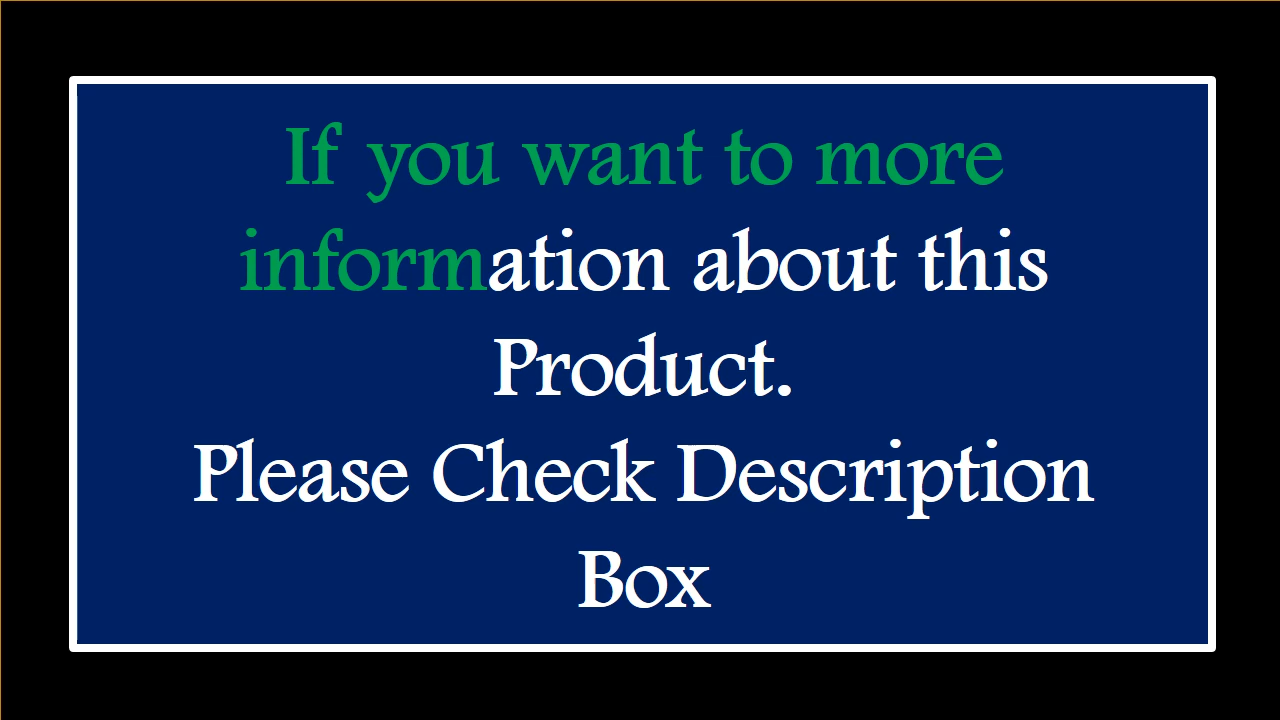 If you want to more
information about this
Product.
Please Check Description
Box